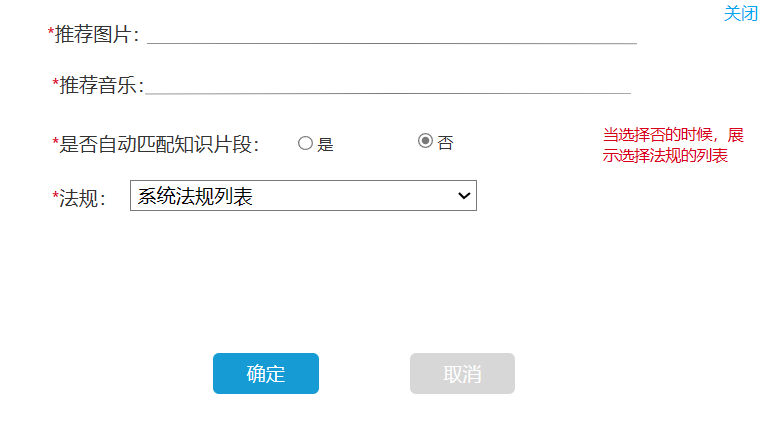 关闭
*推荐图片：
*推荐音乐：
*是否自动匹配知识片段： 是 否
当选择否的时候，展
示选择法规的列表
*法规： 系统法规列表
确定 取消